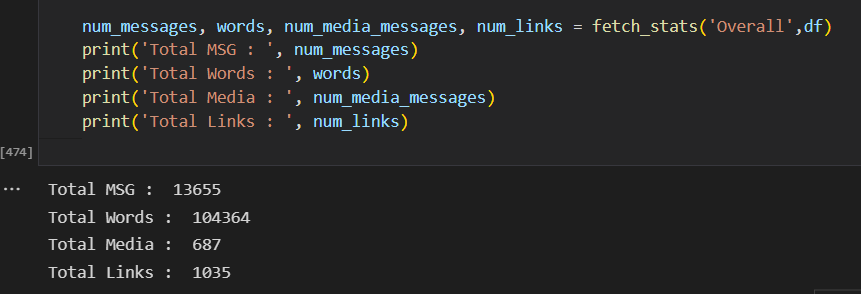 num_messages, words, num_media_messages, num_links = fetch_stats('Overall',df)
print('Total MSG : ', num_messages)
print('Total Words : ', words)
print('Total Media : ', num_media_messages)
print('Total Links : ', num_links)
[474]
... Total MSG :  13655
Total Words :  104364
Total Media :  687
Total Links :  1035